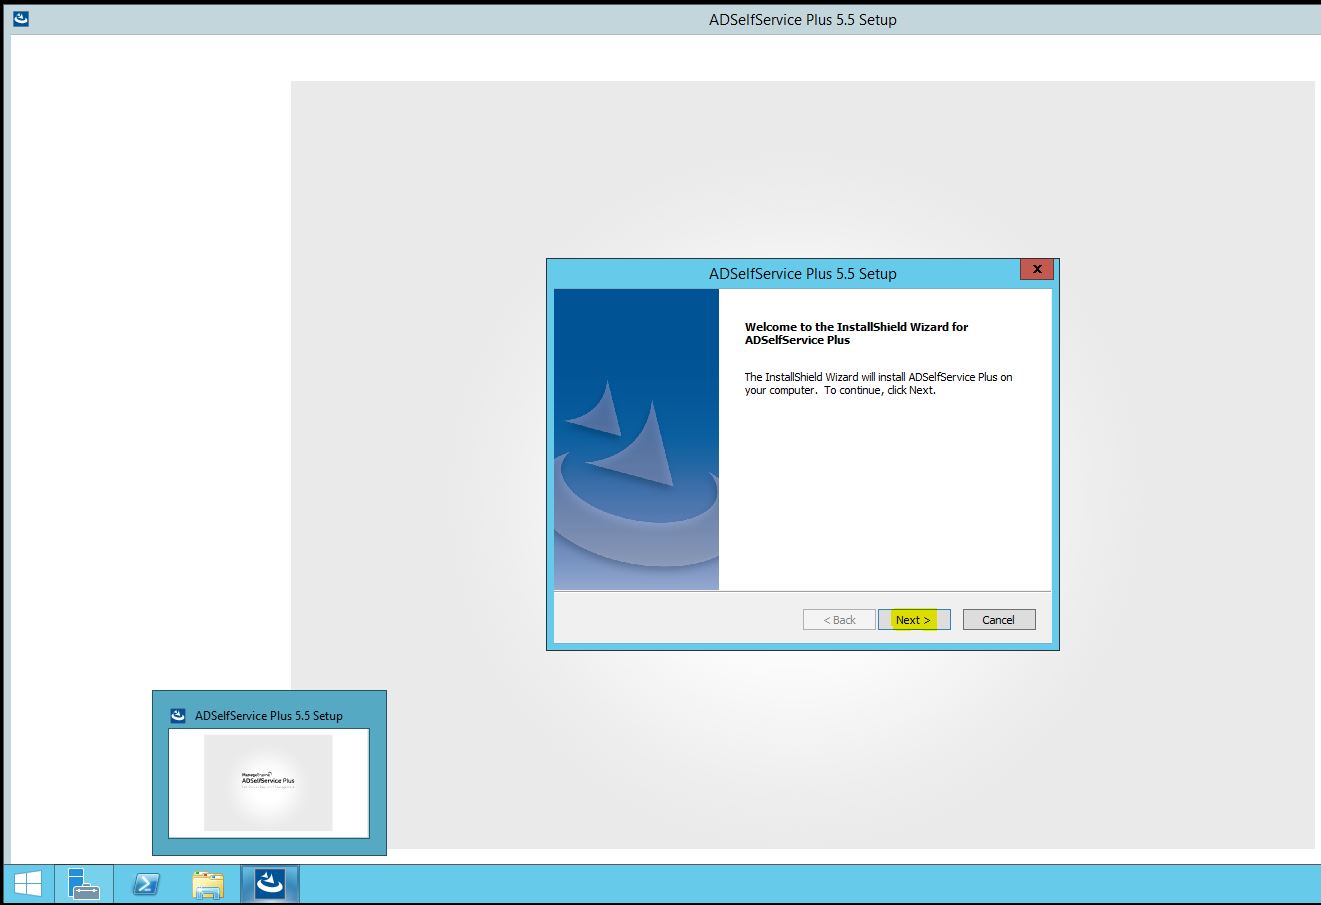 ADSelfService Plus 5.5 Setup
ADSelfService Plus 5.5 Setup
x
Welcome to the InstallShield Wizard for
ADSelfService Plus
The InstallShield Wizard will install ADSelfService Plus on
your computer.  To continue, click Next.
< Back
Next >
Cancel
ADSelfService Plus 5.5 Setup
ManageEngine
ADSelfService Plus